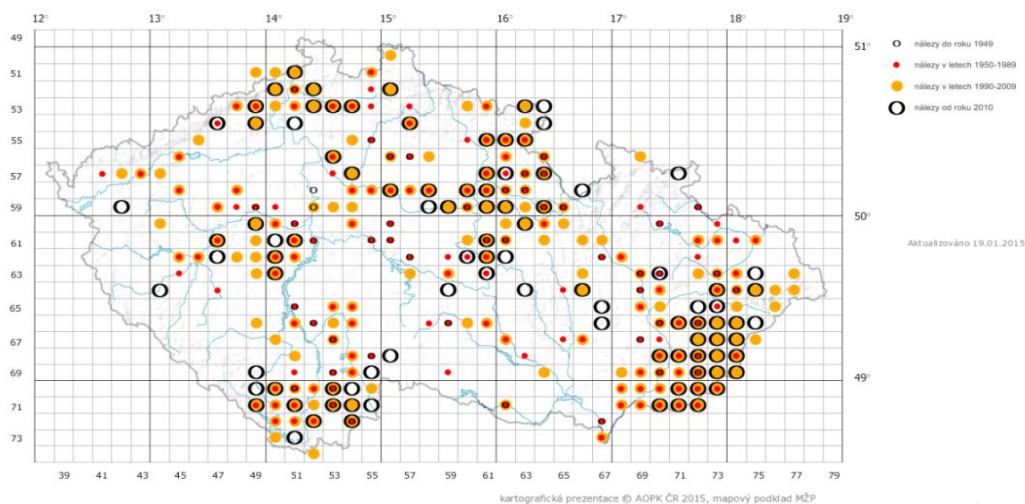 12° 13° 14° 15° 16° 17° 18° 19°
49
51°
nálezy do roku 1949
51
nálezy v letech 1950-1989
nálezy v letech 1990-2009
53
nálezy od roku 2010
55
57
59
50°
Aktualizováno 19.01.2015
61
63
65
67
69
49°
71
73
39 41 43 45 47 49 51 53 55 57 59 61 63 65 67 69 71 73 75 77 79
kartografická prezentace © AOPK ČR 2015, mapový podklad MŽP